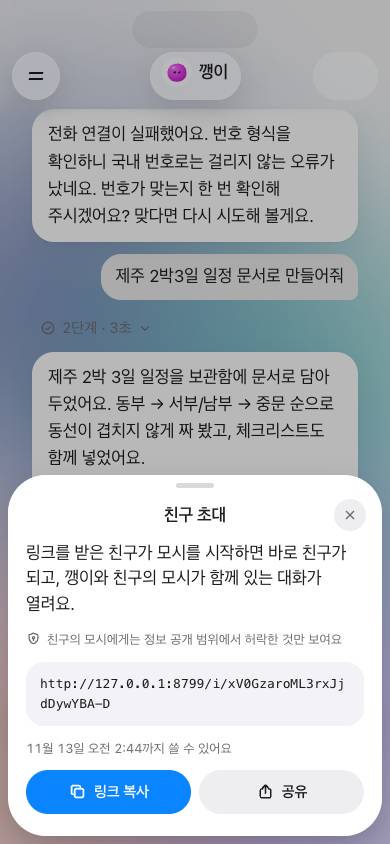 깽이
전화 연결이 실패했어요. 번호 형식을
확인하니 국내 번호로는 걸리지 않는 오류가
났네요. 번호가 맞는지 한 번 확인해
주시겠어요? 맞다면 다시 시도해 볼게요.
제주 2박3일 일정 문서로 만들어줘
2단계 · 3초
제주 2박 3일 일정을 보관함에 문서로 담아
두었어요. 동부 → 서부/남부 → 중문 순으로
동선이 겹치지 않게 짜 봤고, 체크리스트도
함께 넣었어요.
친구 초대
링크를 받은 친구가 모시를 시작하면 바로 친구가
되고, 깽이와 친구의 모시가 함께 있는 대화가
열려요.
친구의 모시에게는 정보 공개 범위에서 허락한 것만 보여요
http://127.0.0.1:8799/i/xV0GzaroML3rxJj
dDywYBA-D
11월 13일 오전 2:44까지 쓸 수 있어요
링크 복사
공유